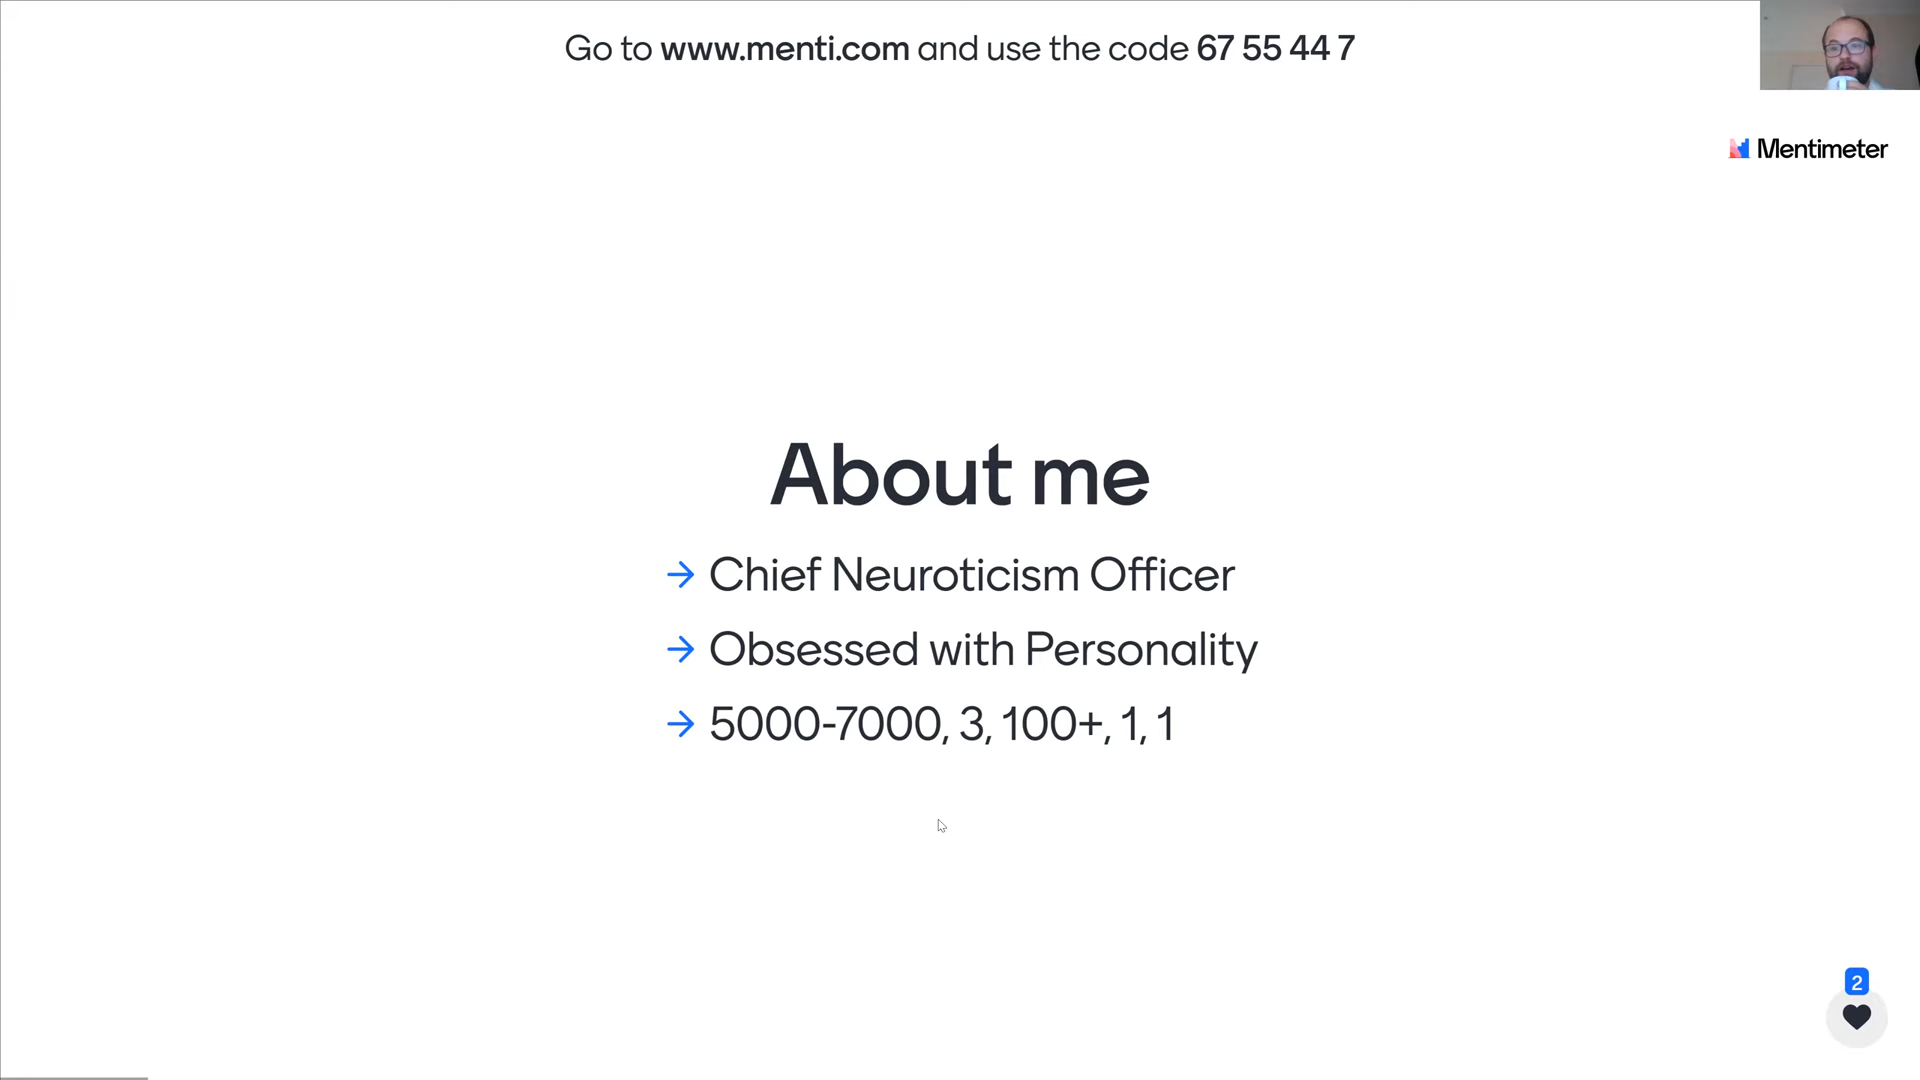 Go to www.menti.com and use the code 67 55 44 7
Mentimeter
About me
→ Chief Neuroticism Officer
→ Obsessed with Personality
→ 5000-7000, 3, 100+, 1, 1
2